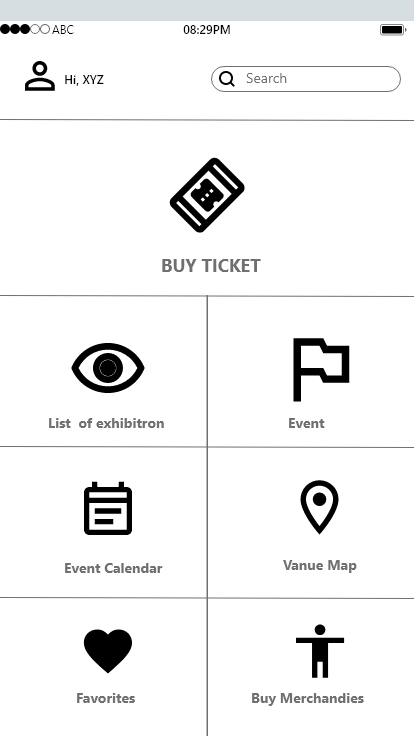 ABC 08:29PM
Hi, XYZ Search
BUY TICKET
List of exhibitron Event
Event Calendar Vanue Map
Favorites Buy Merchandies